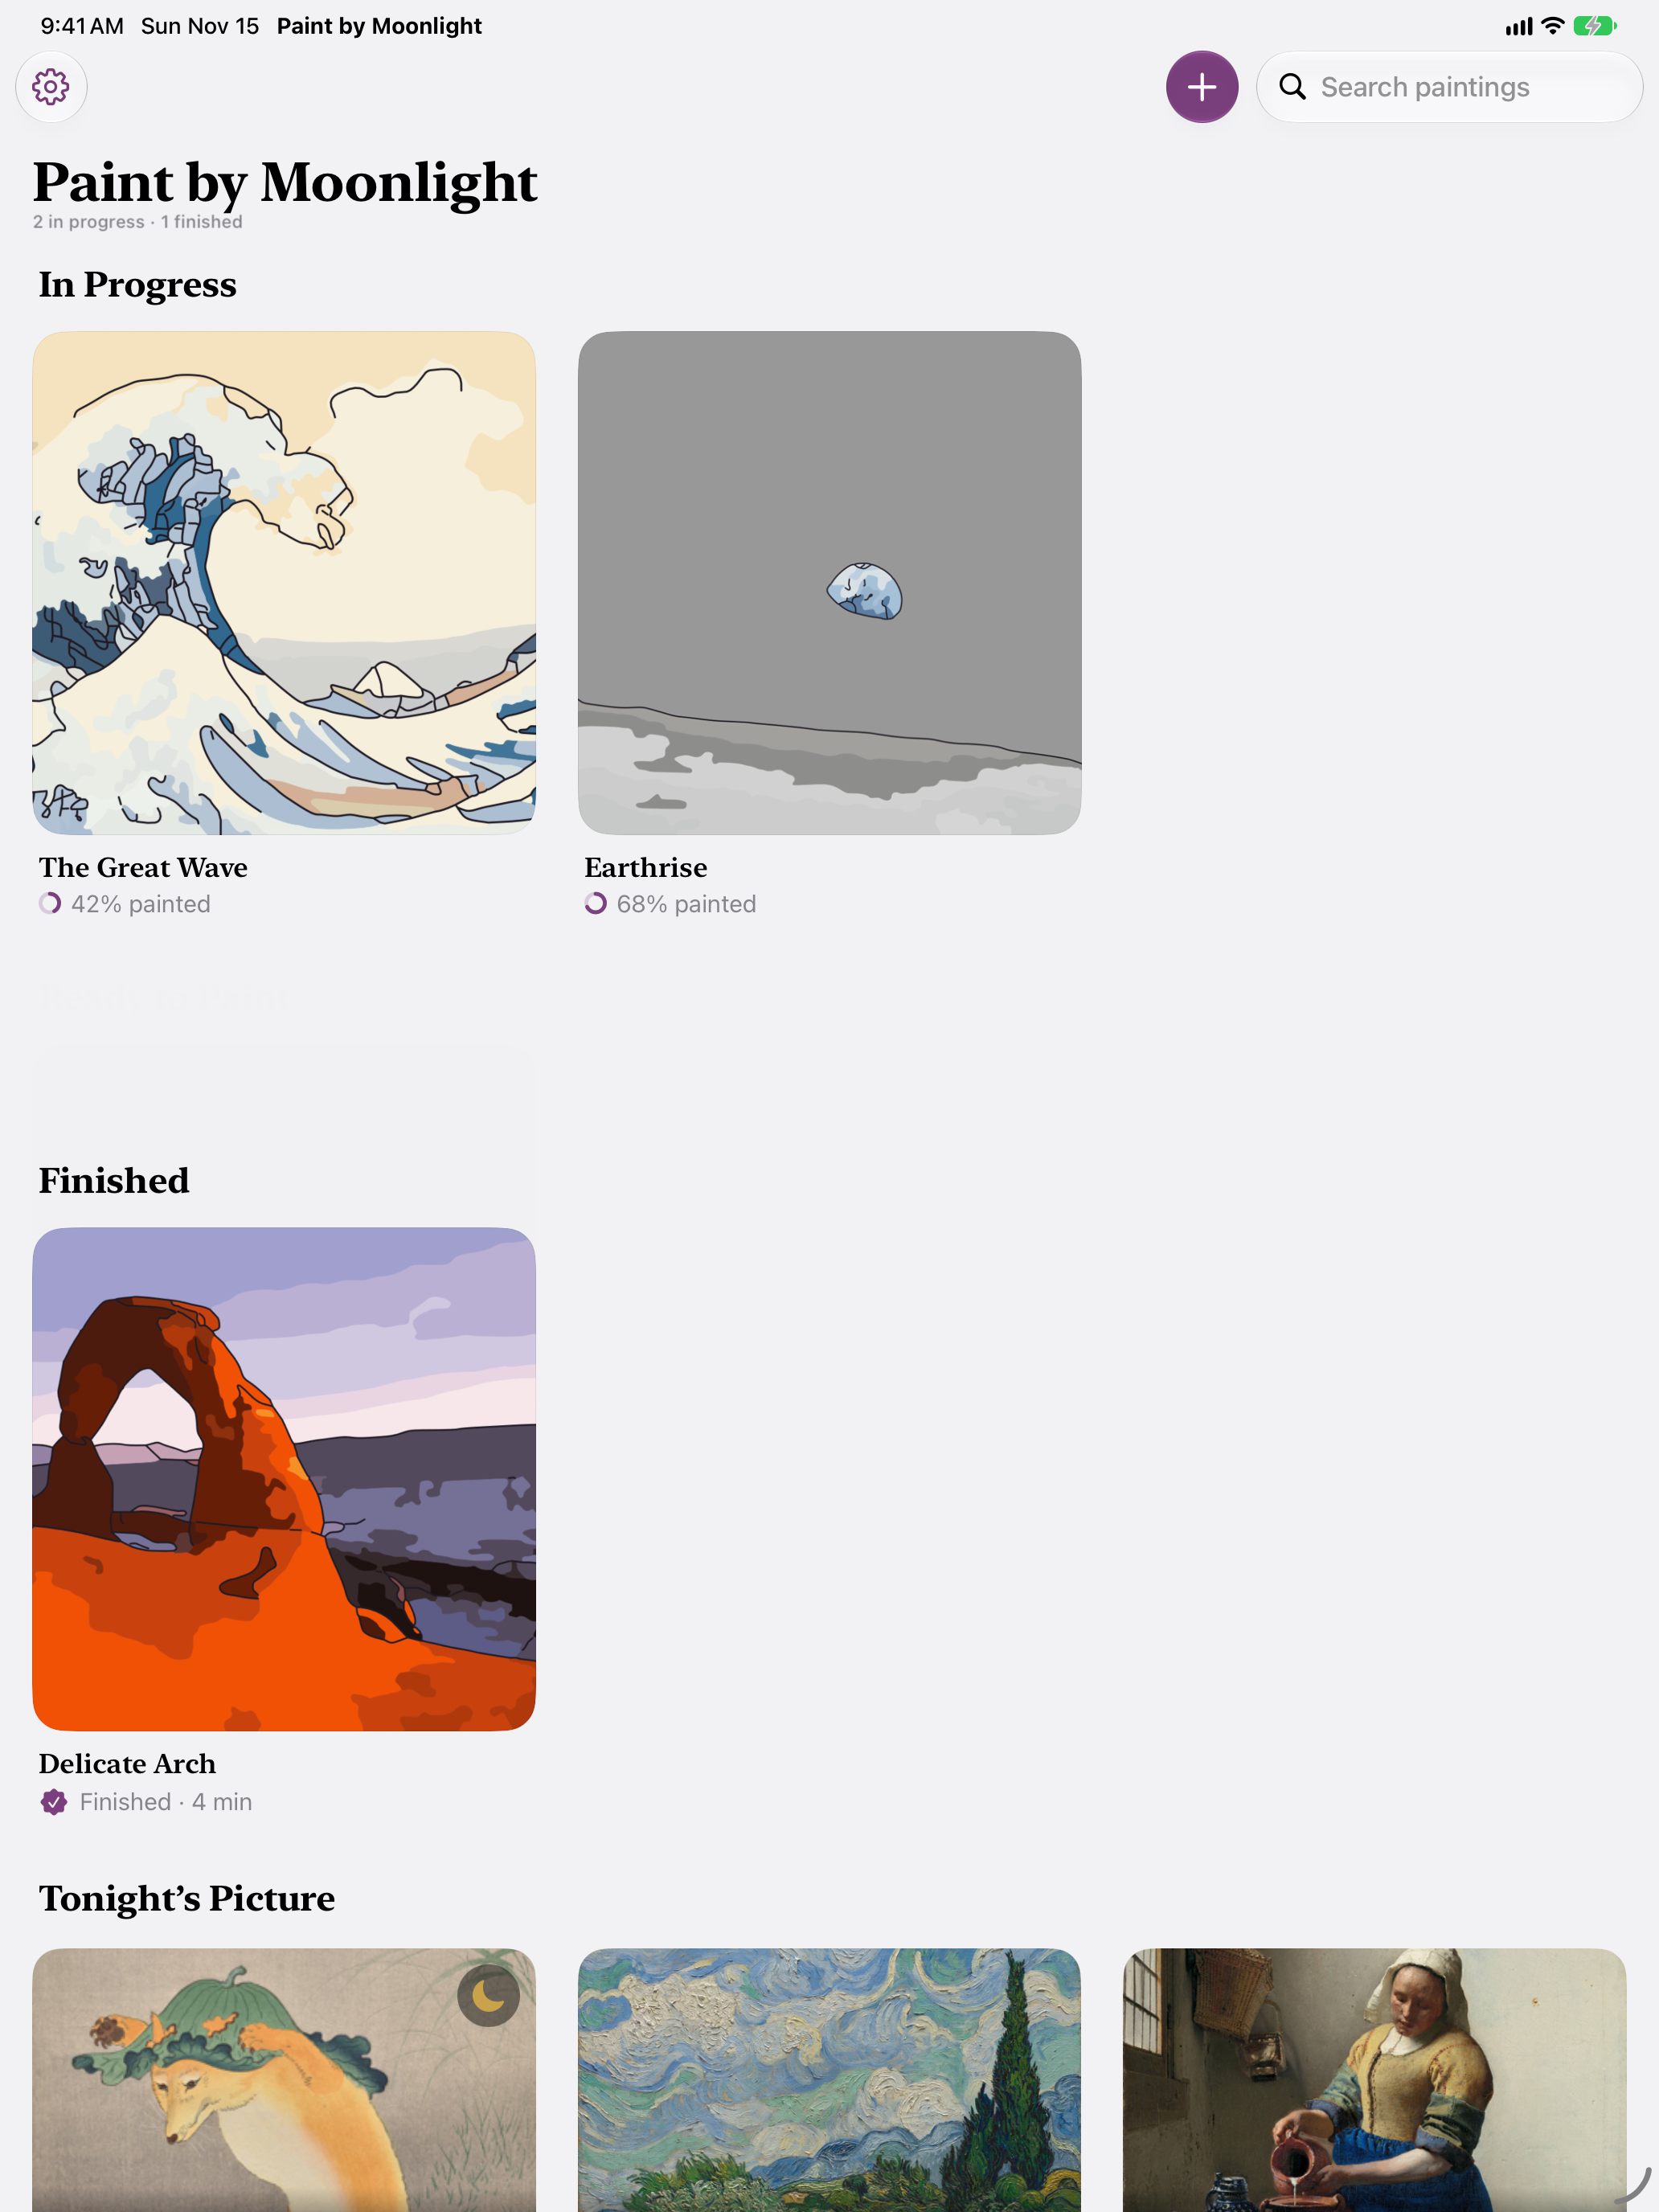 9:41 AM Sun Nov 15 Paint by Moonlight
Search paintings
Paint by Moonlight
2 in progress · 1 finished
In Progress
The Great Wave
42% painted
Earthrise
68% painted
Finished
Delicate Arch
Finished · 4 min
Tonight’s Picture